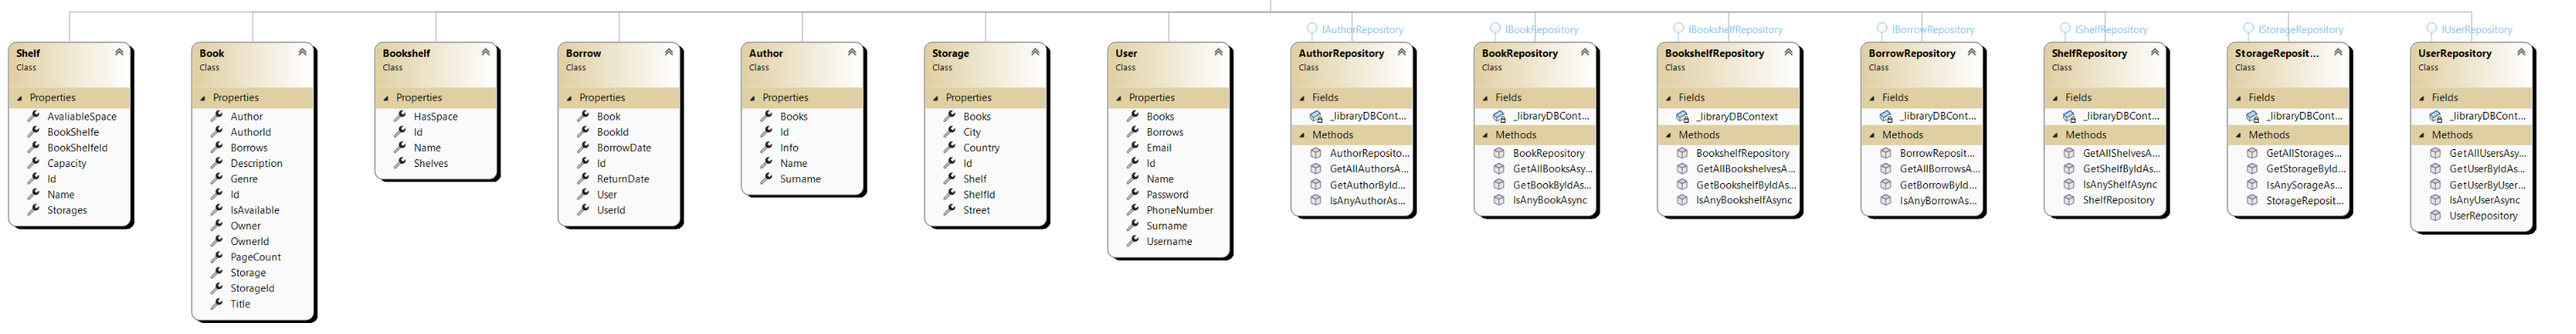 Shelf
Class
Properties
AvaliableSpace
BookShelfe
BookShelfeId
Capacity
Id
Name
Storages
Book
Class
Properties
Author
AuthorId
Borrows
Description
Genre
Id
IsAvailable
Owner
OwnerId
PageCount
Storage
StorageId
Title
Bookshelf
Class
Properties
HasSpace
Id
Name
Shelves
Borrow
Class
Properties
Book
BookId
BorrowDate
Id
ReturnDate
User
UserId
Author
Class
Properties
Books
Id
Info
Name
Surname
Storage
Class
Properties
Books
City
Country
Id
Shelf
ShelfId
Street
User
Class
Properties
Books
Borrows
Email
Id
Name
Password
PhoneNumber
Surname
Username
IAuthorRepository
AuthorRepository
Class
Fields
_libraryDBCont...
Methods
AuthorReposito...
GetAllAuthorsA...
GetAuthorById...
IsAnyAuthorAs...
IBookRepository
BookRepository
Class
Fields
_libraryDBCont...
Methods
BookRepository
GetAllBooksAsy...
GetBookByIdAs...
IsAnyBookAsync
IBookshelfRepository
BookshelfRepository
Class
Fields
_libraryDBContext
Methods
BookshelfRepository
GetAllBookshelvesA...
GetBookshelfByIdAs...
IsAnyBookshelfAsync
IBorrowRepository
BorrowRepository
Class
Fields
_libraryDBCont...
Methods
BorrowReposit...
GetAllBorrowsA...
GetBorrowById...
IsAnyBorrowAs...
IShelfRepository
ShelfRepository
Class
Fields
_libraryDBCont...
Methods
GetAllShelvesA...
GetShelfByIdAs...
IsAnyShelfAsync
ShelfRepository
IStorageRepository
StorageReposit...
Class
Fields
_libraryDBCont...
Methods
GetAllStorages...
GetStorageById...
IsAnySorageAs...
StorageReposit...
IUserRepository
UserRepository
Class
Fields
_libraryDBCont...
Methods
GetAllUsersAsy...
GetUserByIdAs...
GetUserByUser...
IsAnyUserAsync
UserRepository